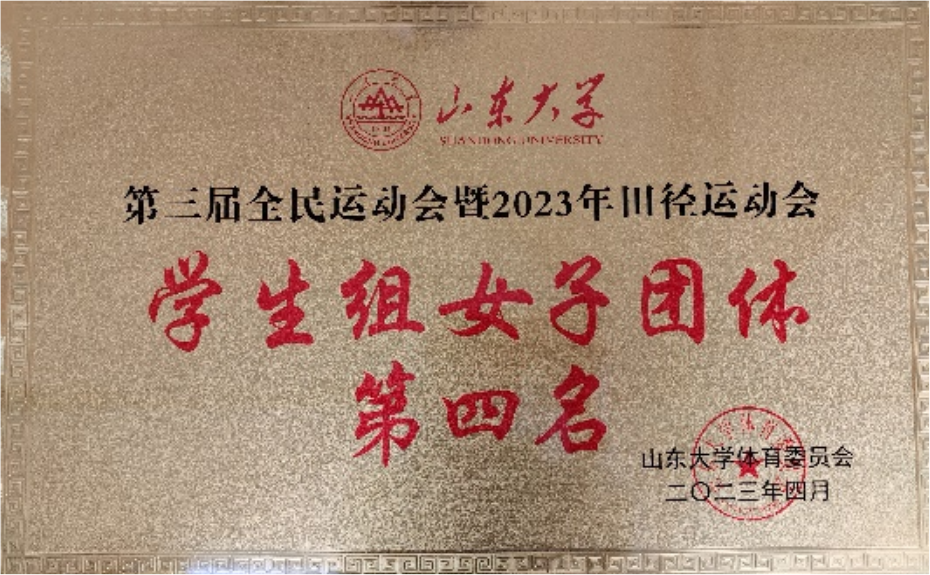 山东大学
SHANDONG UNIVERSITY
第三届全民运动会暨2023年田径运动会
学生组女子团体
第四名
山东大学体育委员会
二〇二三年四月